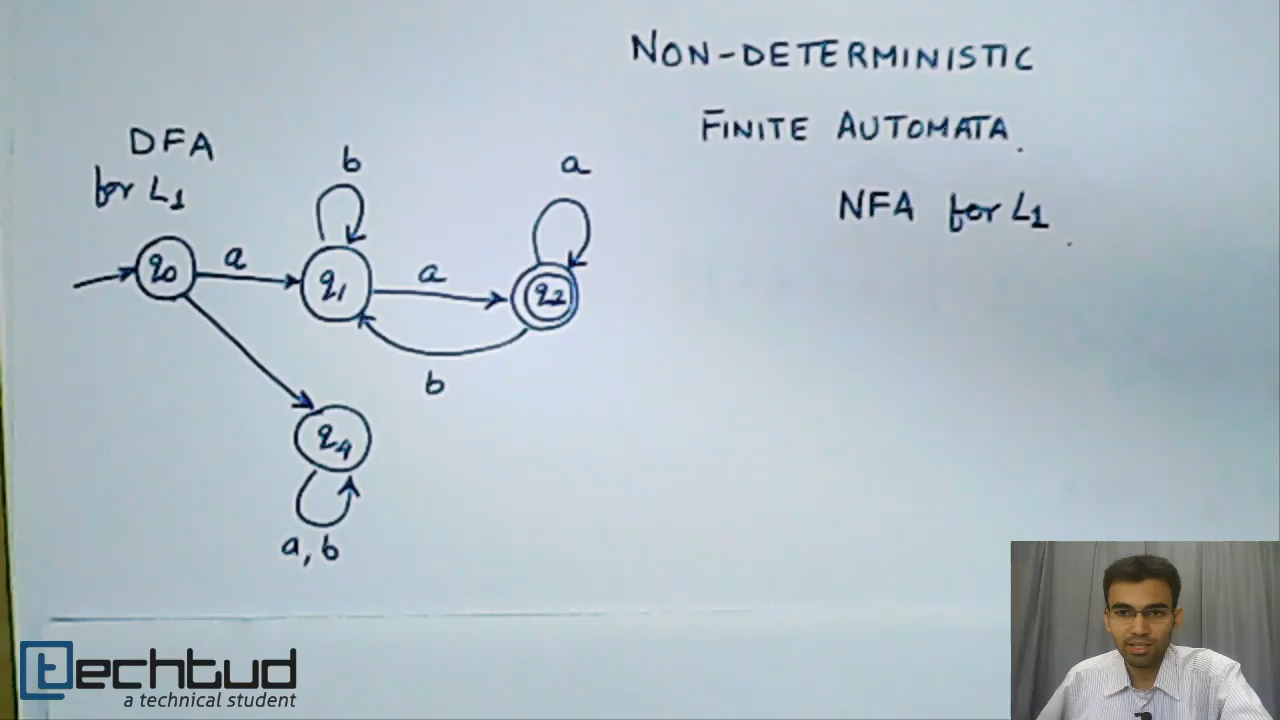 NON-DETERMINISTIC
FINITE AUTOMATA.
NFA for L1.
DFA
for L1
b
a
q0
a
q1
a
q2
b
q4
a, b
techtud
a technical student